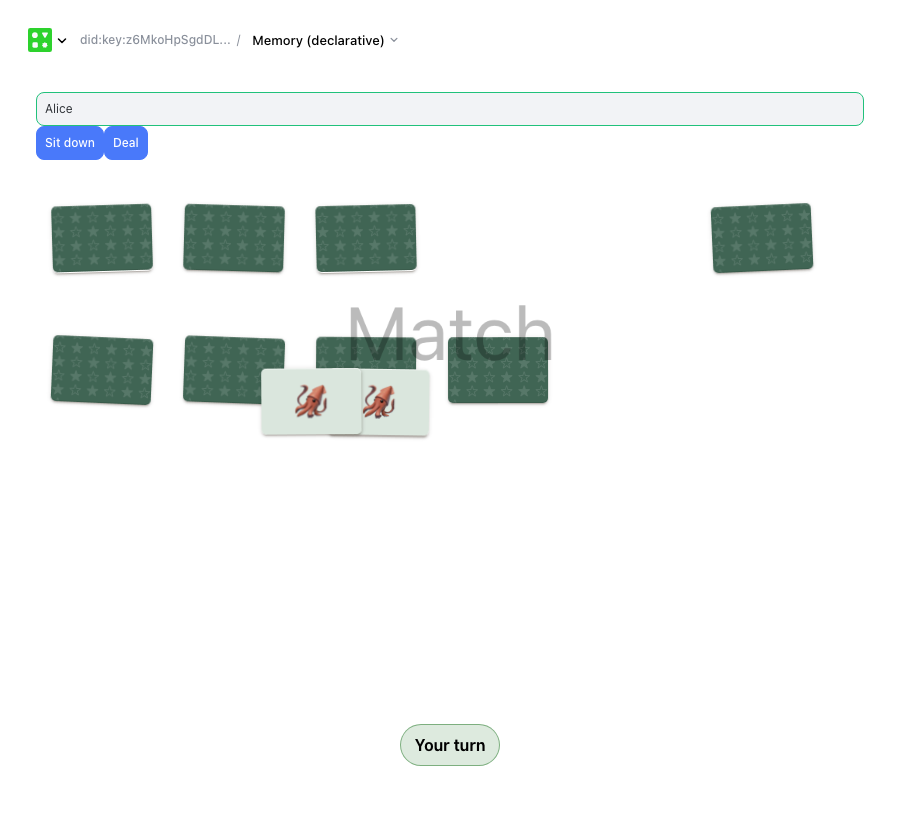 did:key:z6MkoHpSgdDL... / Memory (declarative)
Alice
Sit down Deal
Match
Your turn